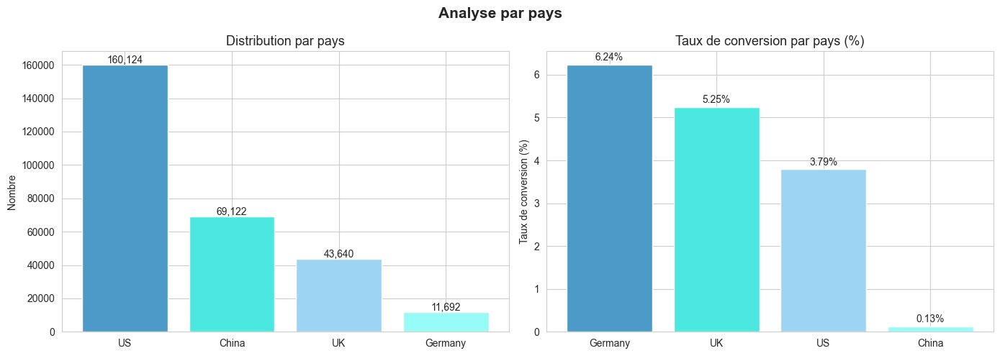 Analyse par pays
Distribution par pays
Nombre
160000
140000
120000
100000
80000
60000
40000
20000
0
160,124
69,122
43,640
11,692
US
China
UK
Germany
Taux de conversion par pays (%)
Taux de conversion (%)
6
5
4
3
2
1
0
6.24%
5.25%
3.79%
0.13%
Germany
UK
US
China